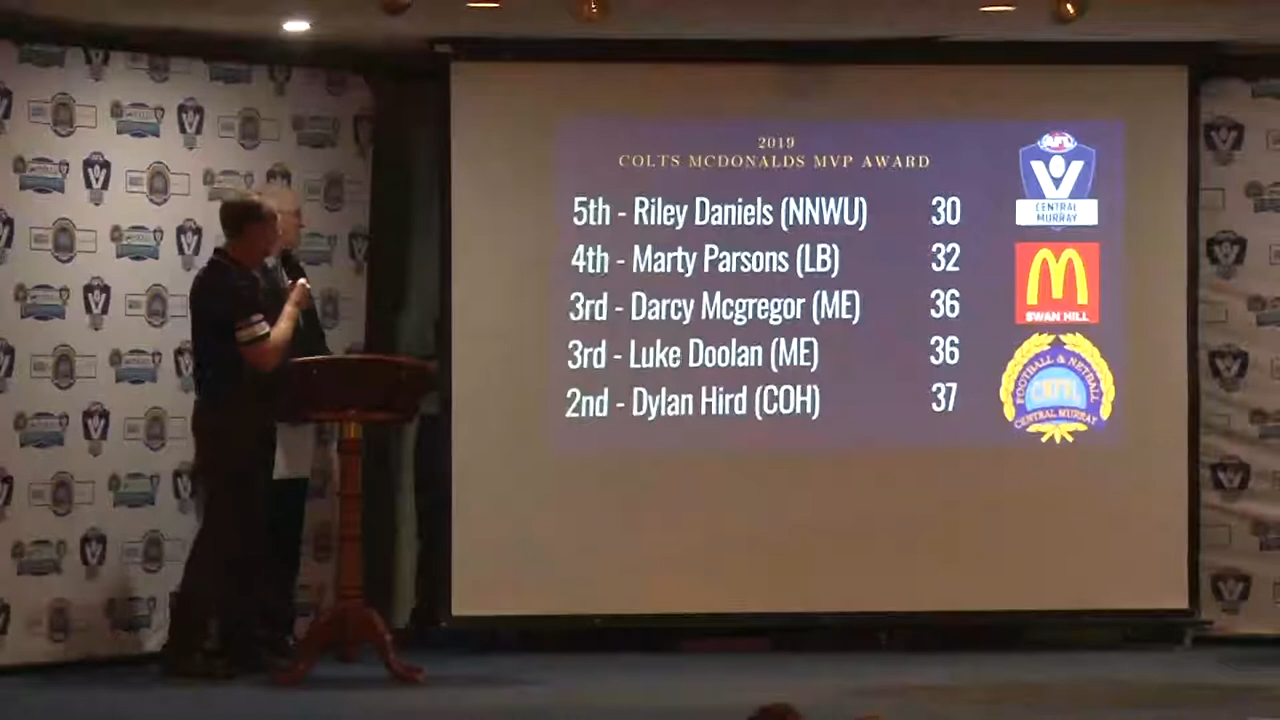 2019
COLTS MCDONALDS MVP AWARD
5th - Riley Daniels (NNWU) 30
4th - Marty Parsons (LB) 32
3rd - Darcy Mcgregor (ME) 36
3rd - Luke Doolan (ME) 36
2nd - Dylan Hird (COH) 37
AFL
V
CENTRAL
MURRAY
SWAN HILL
FOOTBALL & NETBALL
CENTRAL MURRAY